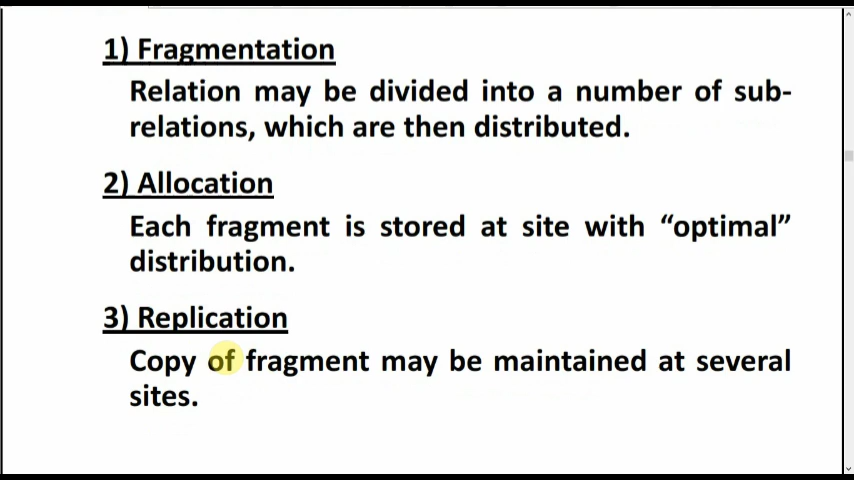 1) Fragmentation
Relation may be divided into a number of sub-
relations, which are then distributed.
2) Allocation
Each fragment is stored at site with “optimal”
distribution.
3) Replication
Copy of fragment may be maintained at several
sites.